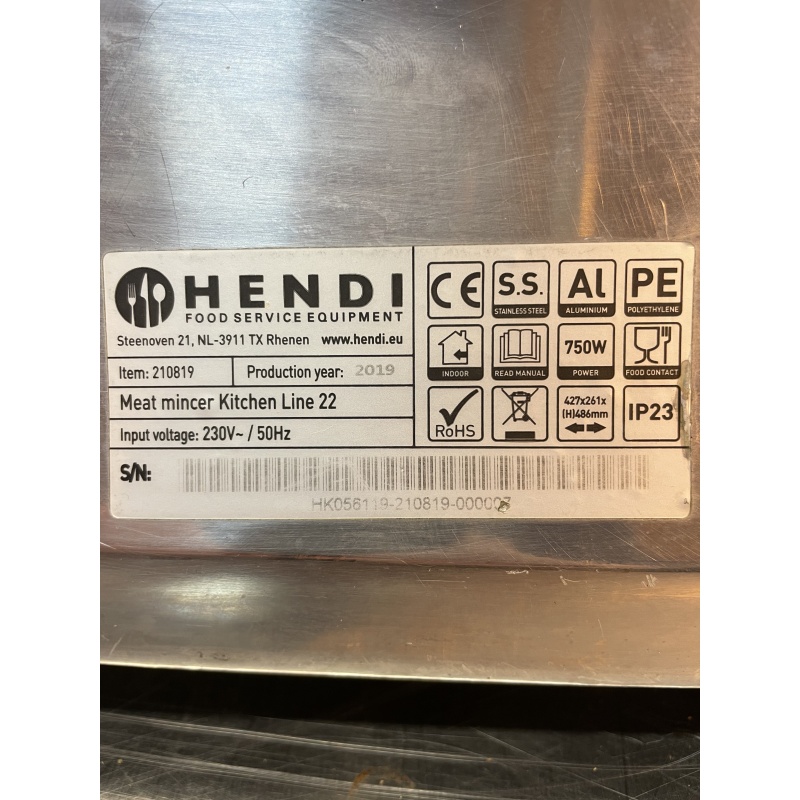 HENDI
FOOD SERVICE EQUIPMENT
Steenoven 21, NL-3911 TX Rhenen www.hendi.eu
Item: 210819
Production year: 2019
Meat mincer Kitchen Line 22
Input voltage: 230V~ / 50Hz
CE
S.S.
STAINLESS STEEL
Al
ALUMINIUM
PE
POLYETHYLENE
INDOOR
READ MANUAL
750W
POWER
FOOD CONTACT
RoHS
427x261x
(H)486mm
IP23
S/N: